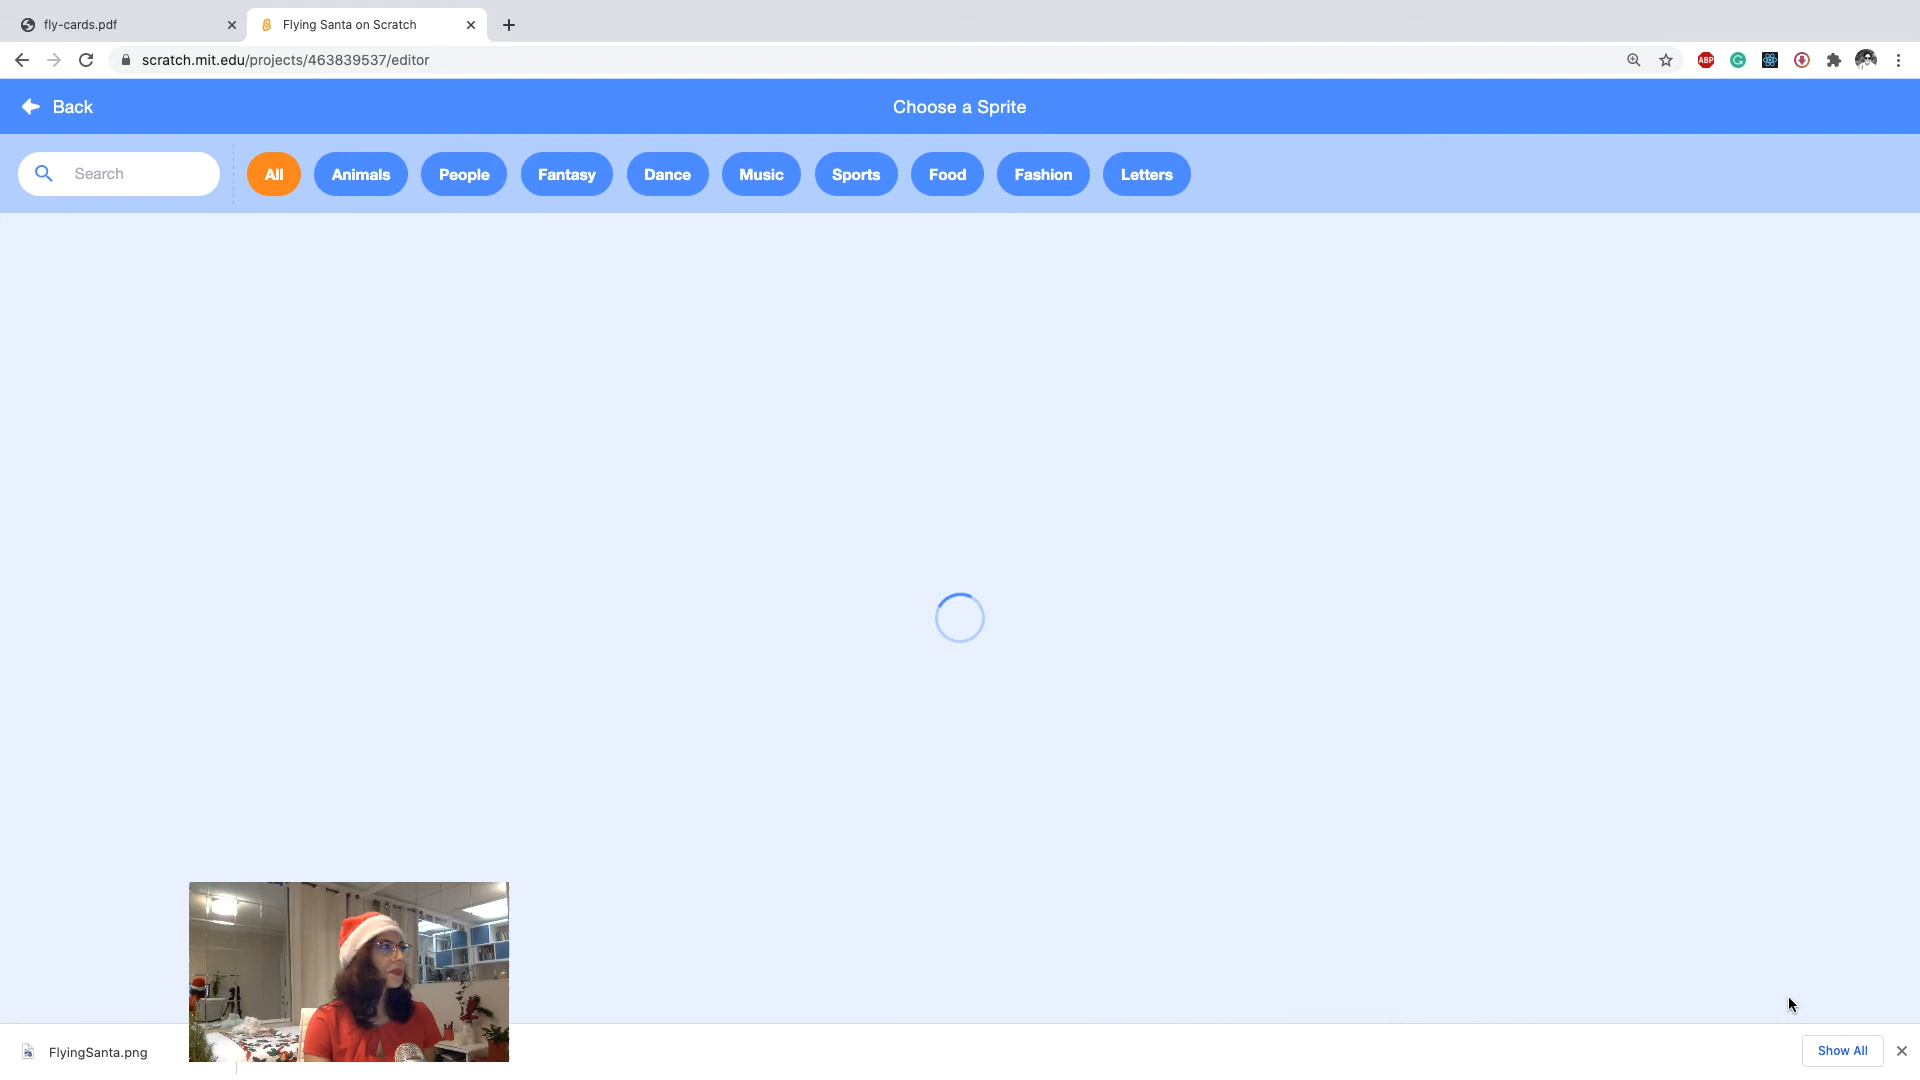 fly-cards.pdf
Flying Santa on Scratch
scratch.mit.edu/projects/463839537/editor
ABP
Back
Choose a Sprite
Search
All
Animals
People
Fantasy
Dance
Music
Sports
Food
Fashion
Letters
FlyingSanta.png
Show All